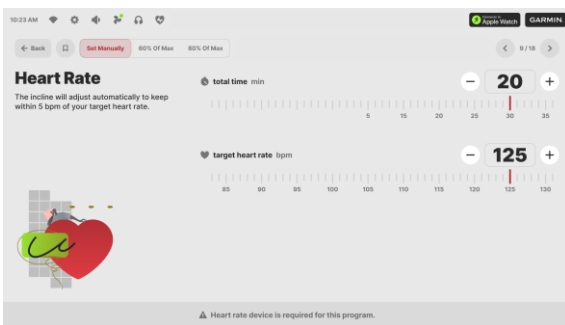 10:23 AM
Connected to
Apple Watch
GARMIN
← Back
Set Manually
60% Of Max
80% Of Max
9 / 16
Heart Rate
The incline will adjust automatically to keep
within 5 bpm of your target heart rate.
total time min
− 20 +
5 15 20 25 30 35
target heart rate bpm
− 125 +
85 90 95 100 105 110 115 120 125 130
Heart rate device is required for this program.